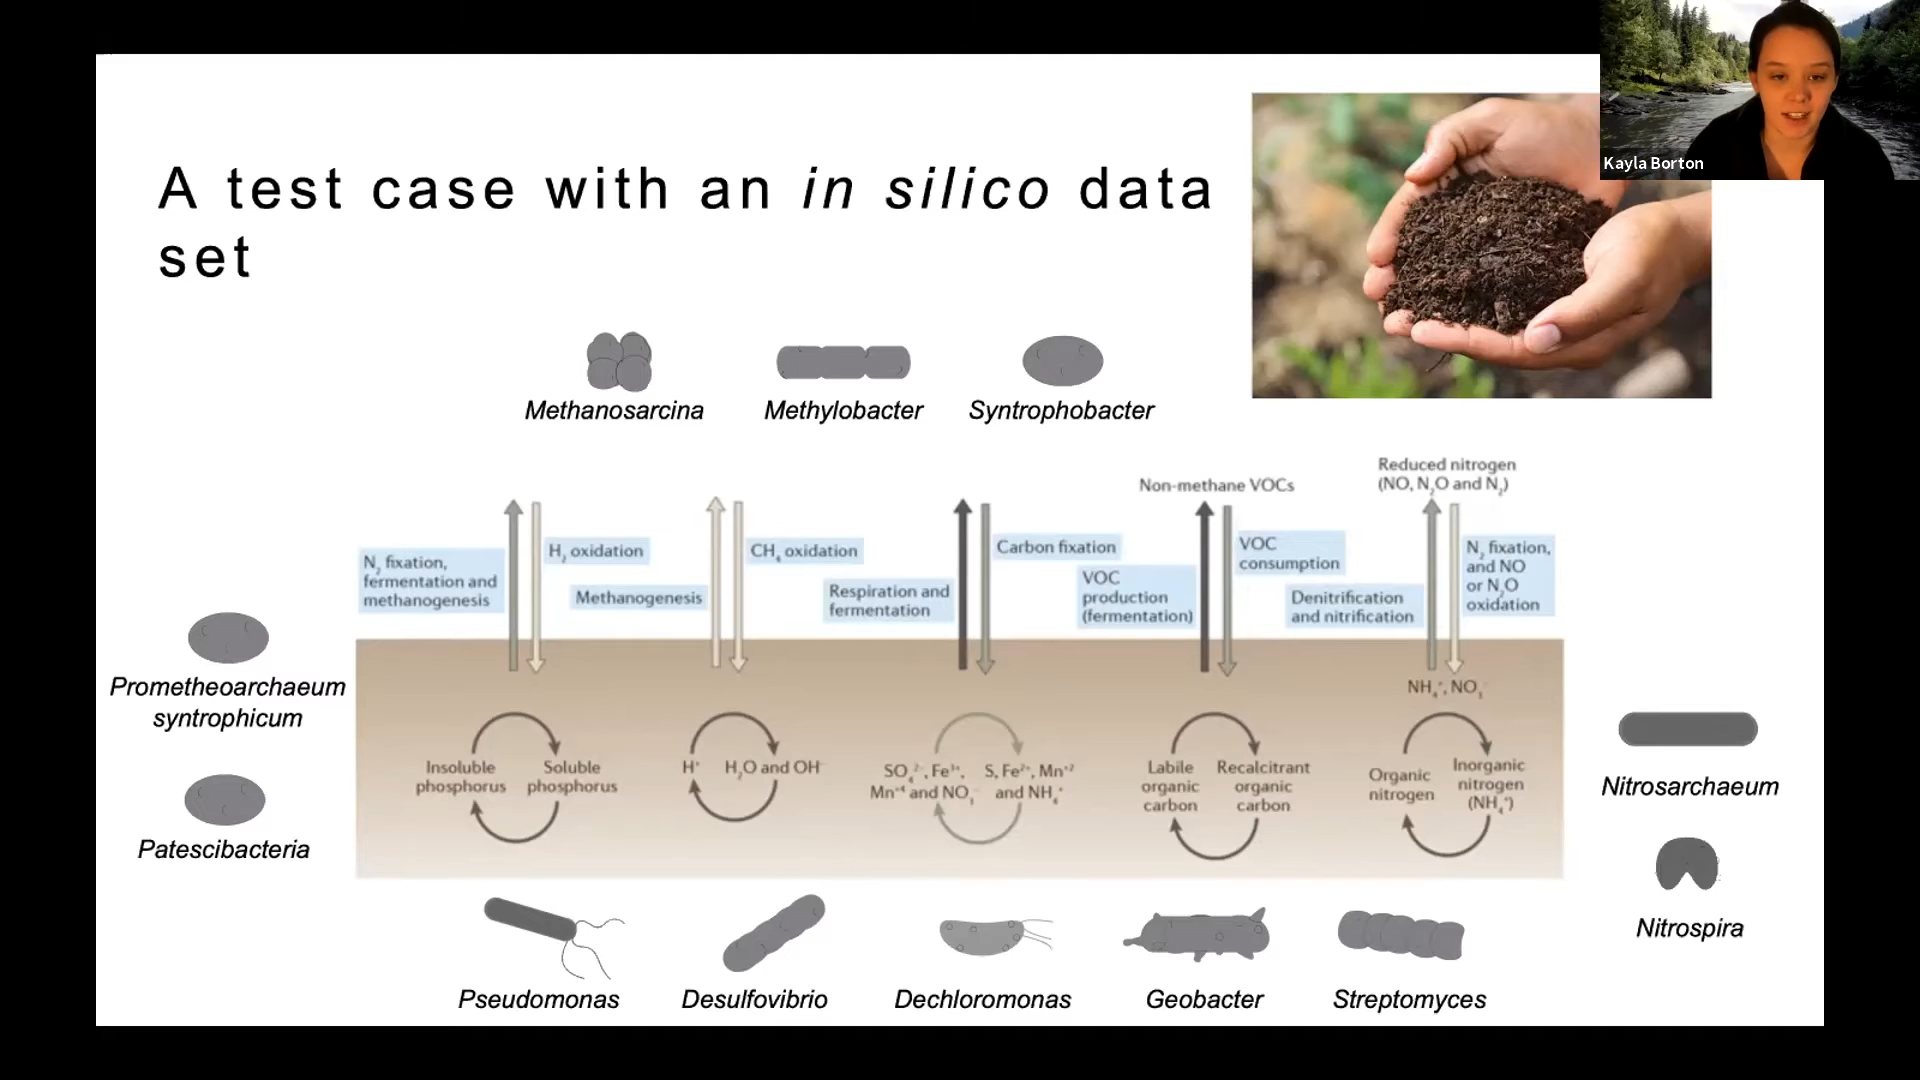 Kayla Borton
A test case with an in silico data
set
Methanosarcina
Methylobacter
Syntrophobacter
Non-methane VOCs
Reduced nitrogen
(NO, N₂O and N₂)
N₂ fixation,
fermentation and
methanogenesis
H₂ oxidation
Methanogenesis
CH₄ oxidation
Respiration and
fermentation
Carbon fixation
VOC
production
(fermentation)
VOC
consumption
Denitrification
and nitrification
N₂ fixation,
and NO
or N₂O
oxidation
Prometheoarchaeum
syntrophicum
Patescibacteria
NH₄⁺, NO₃⁻
Insoluble
phosphorus
Soluble
phosphorus
H⁺
H₂O and OH⁻
SO₄²⁻, Fe³⁺,
Mn⁺⁴ and NO₃⁻
S, Fe²⁺, Mn⁺²
and NH₄⁺
Labile
organic
carbon
Recalcitrant
organic
carbon
Organic
nitrogen
Inorganic
nitrogen
(NH₄⁺)
Nitrosarchaeum
Nitrospira
Pseudomonas
Desulfovibrio
Dechloromonas
Geobacter
Streptomyces